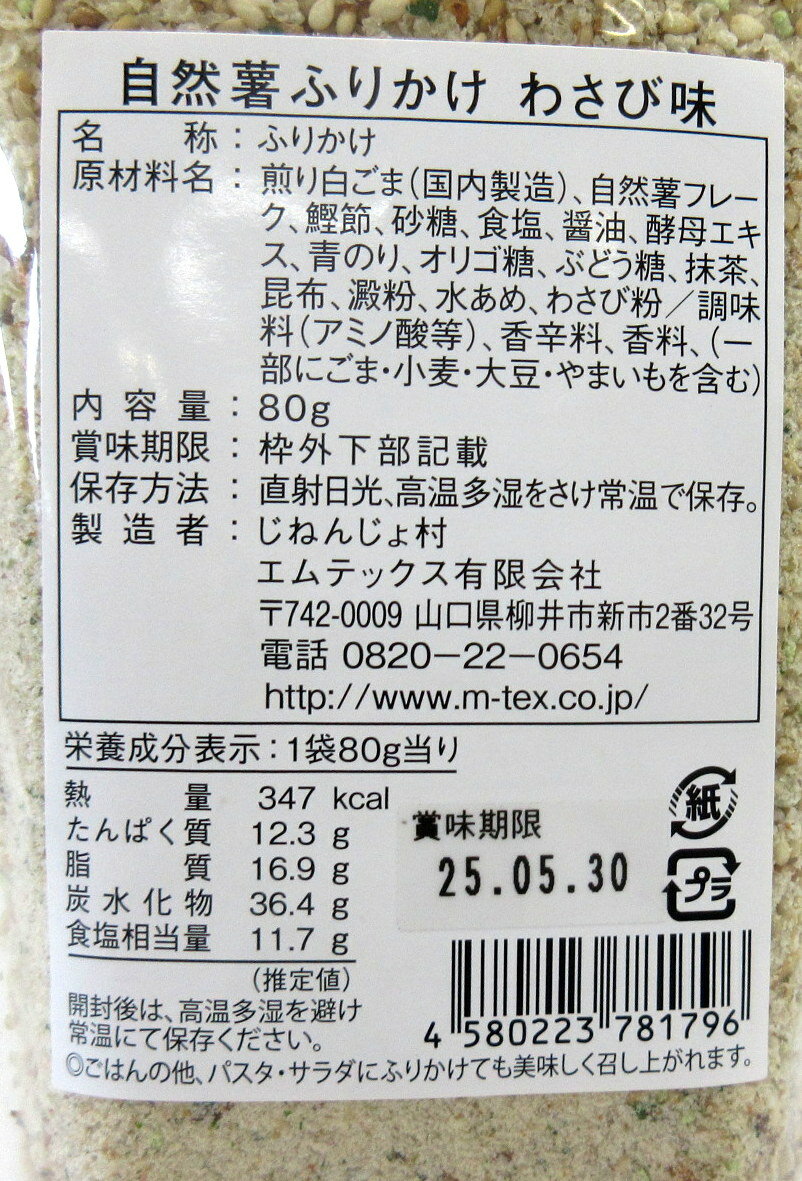 自然薯ふりかけ わさび味
名称：ふりかけ
原材料名：煎り白ごま(国内製造)、自然薯フレー
ク、鰹節、砂糖、食塩、醤油、酵母エキ
ス、青のり、オリゴ糖、ぶどう糖、抹茶、
昆布、澱粉、水あめ、わさび粉／調味
料(アミノ酸等)、香辛料、香料、(一
部にごま・小麦・大豆・やまいもを含む)
内容量：80g
賞味期限：枠外下部記載
保存方法：直射日光、高温多湿をさけ常温で保存。
製造者：じねんじょ村
エムテックス有限会社
〒742-0009 山口県柳井市新市2番32号
電話 0820－22－0654
http://www.m-tex.co.jp/
栄養成分表示：1袋80g当り
熱量 347 kcal
たんぱく質 12.3 g
脂質 16.9 g
炭水化物 36.4 g
食塩相当量 11.7 g
(推定値)
賞味期限
25.05.30
紙
プラ
開封後は、高温多湿を避け
常温にて保存ください。
4 580223 781796
◎ごはんの他、パスタ・サラダにふりかけても美味しく召し上がれます。